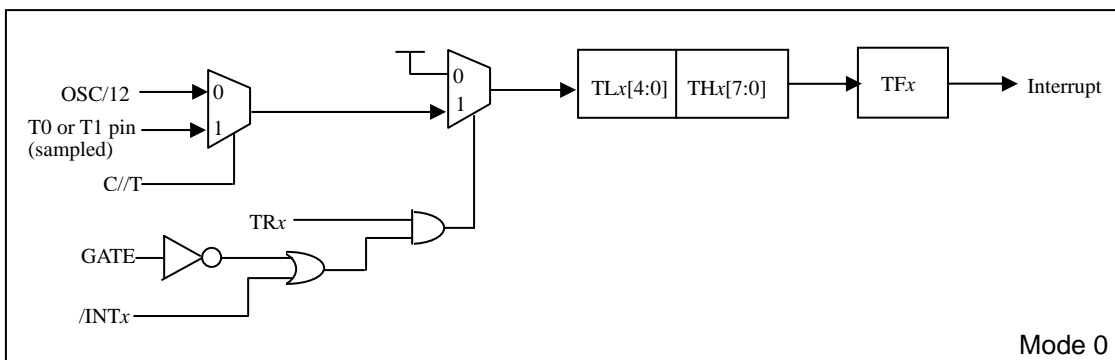 0
OSC/12
0
1
TLx[4:0] THx[7:0]
TFx
Interrupt
T0 or T1 pin
(sampled)
1
C//T
TRx
GATE
/INTx
Mode 0